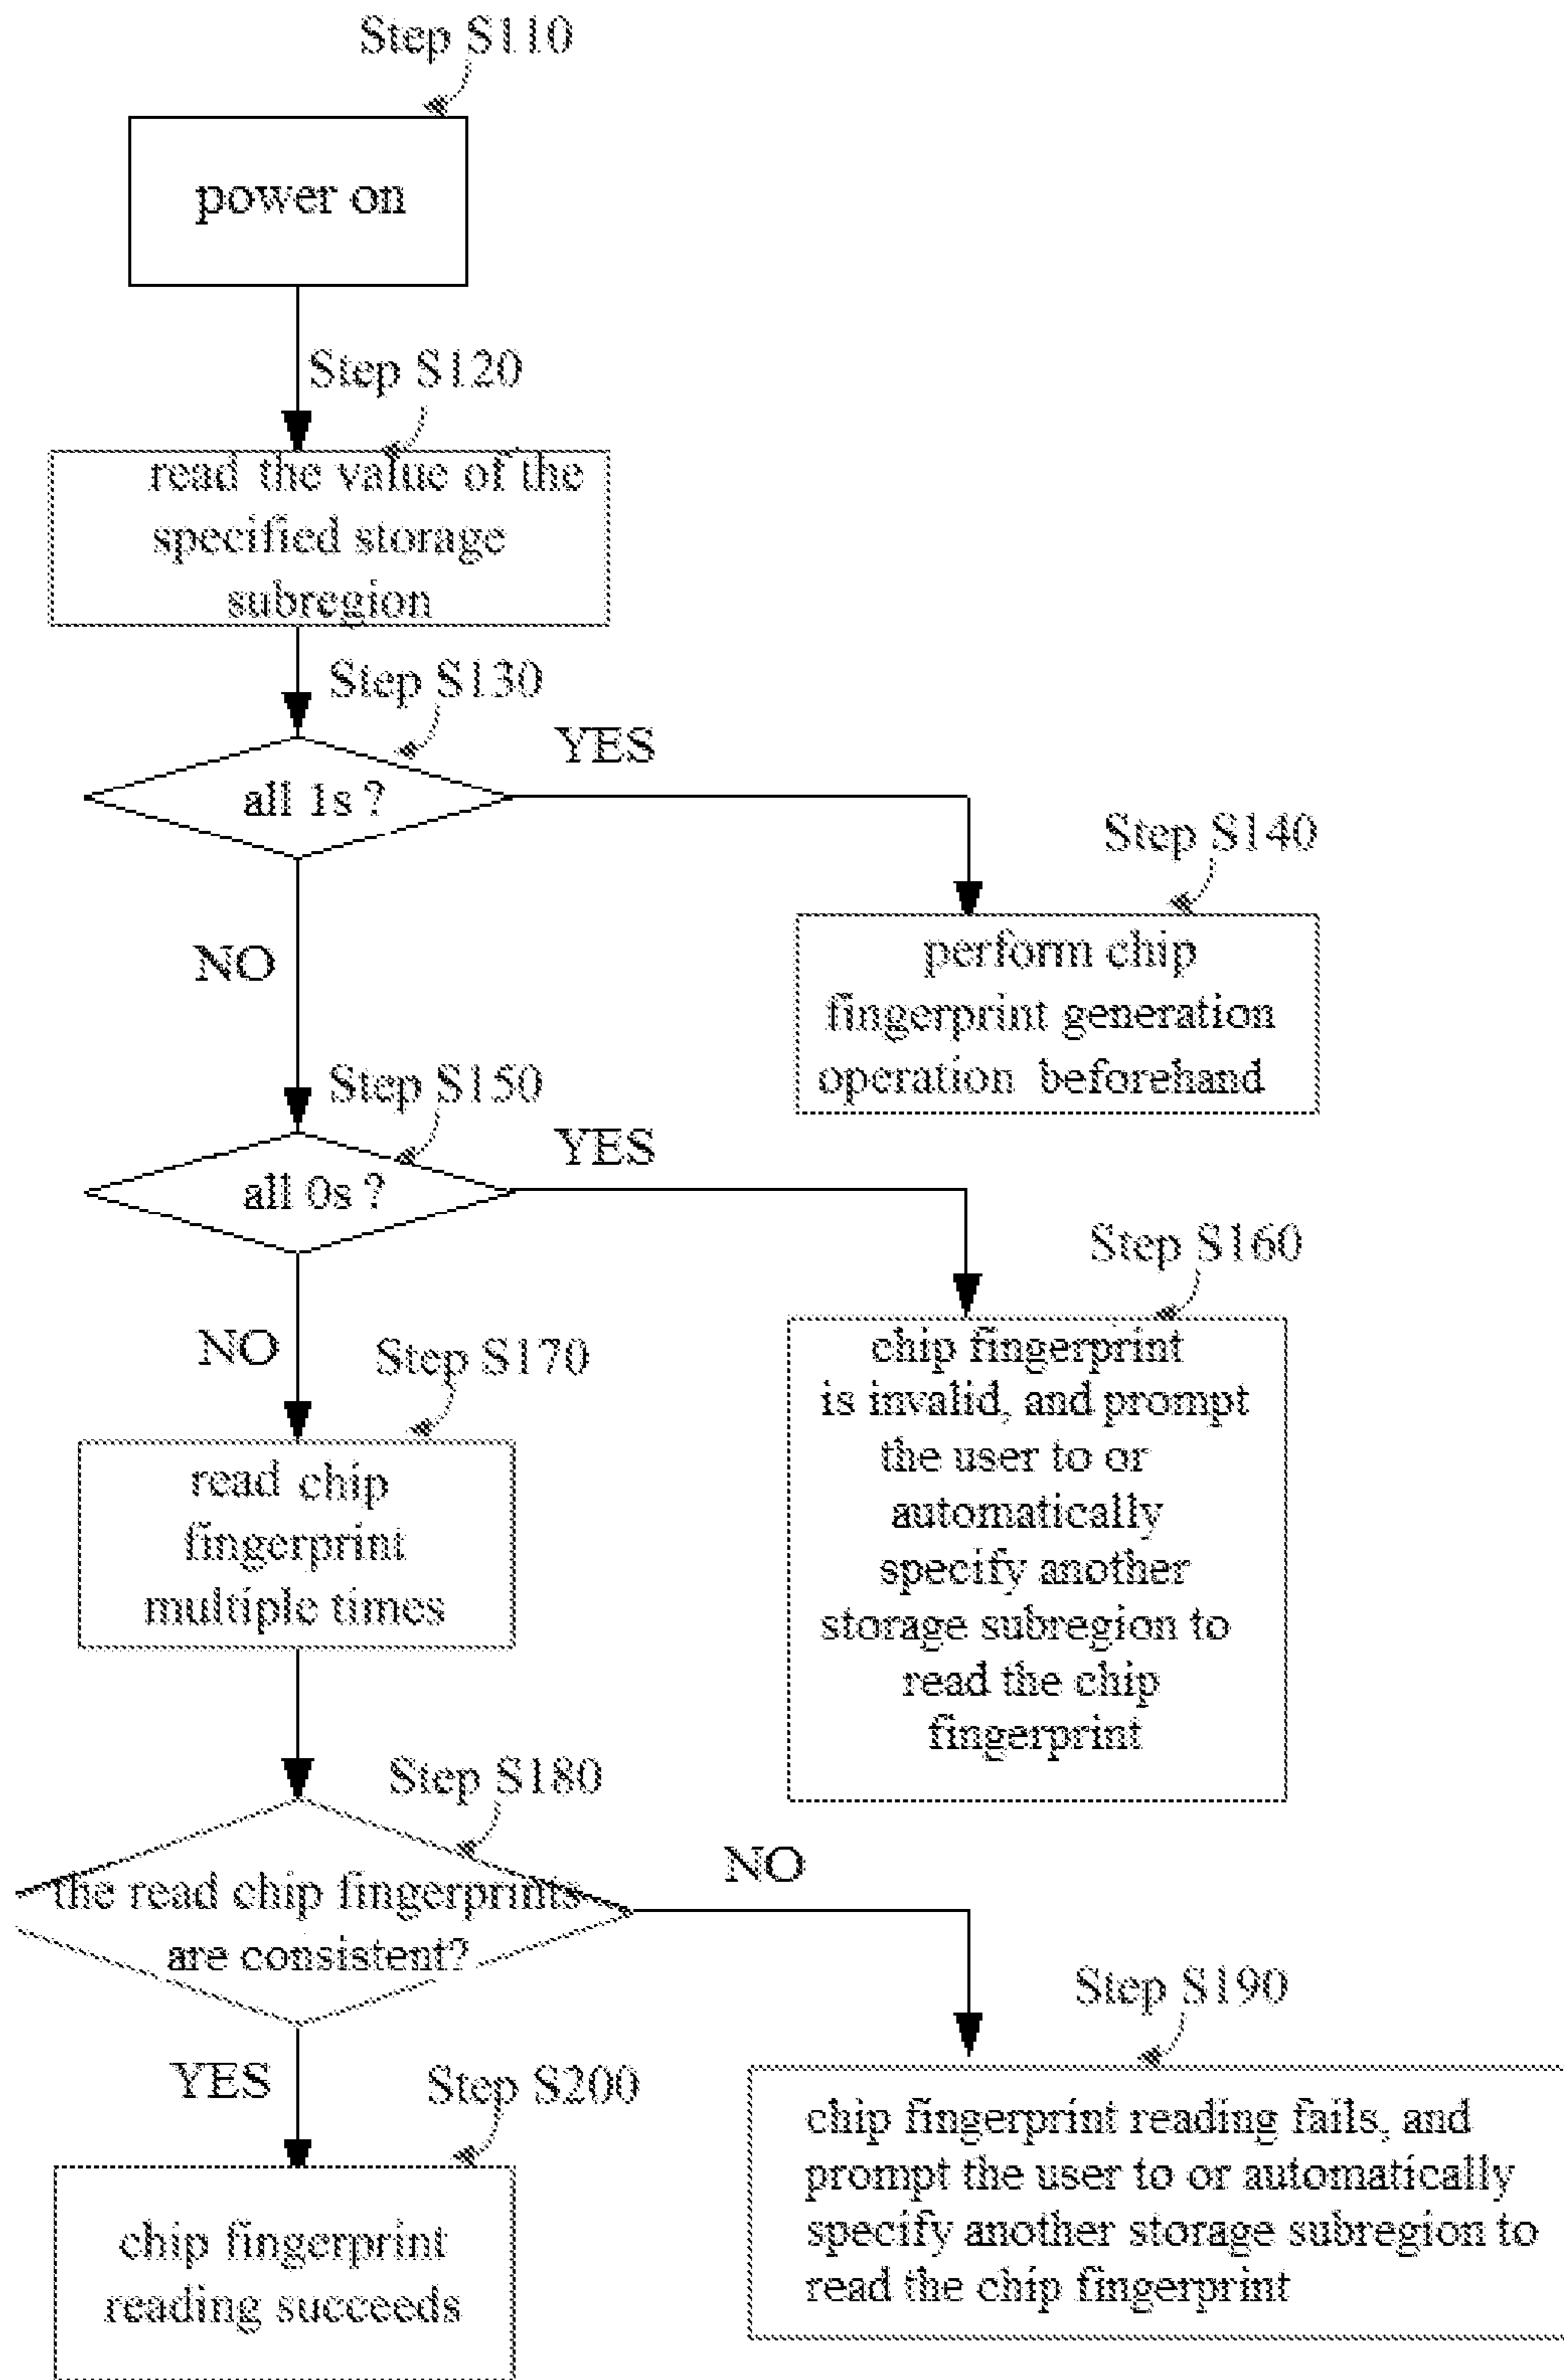 Step S110
power on
Step S120
read the value of the
specified storage
subregion
Step S130
all 1s ?
YES
Step S140
perform chip
fingerprint generation
operation beforehand
NO
Step S150
all 0s ?
YES
Step S160
chip fingerprint
is invalid, and prompt
the user to or
automatically
specify another
storage subregion to
read the chip
fingerprint
NO
Step S170
read chip
fingerprint
multiple times
Step S180
the read chip fingerprints
are consistent?
NO
Step S190
chip fingerprint reading fails, and
prompt the user to or automatically
specify another storage subregion to
read the chip fingerprint
YES
Step S200
chip fingerprint
reading succeeds